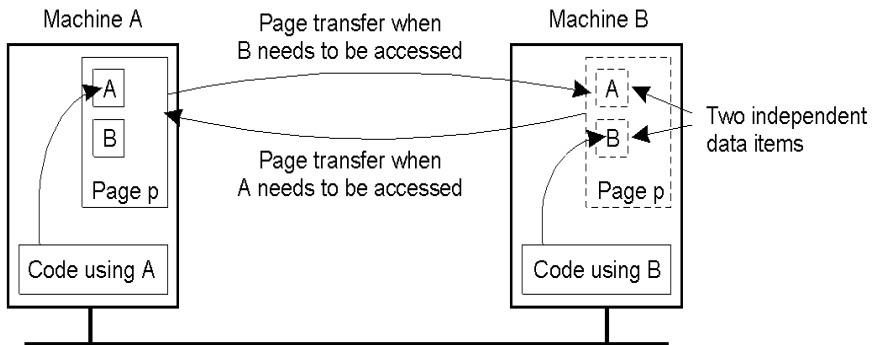 Machine A
Machine B
Page transfer when
B needs to be accessed
A
B
Page p
Page transfer when
A needs to be accessed
A
B
Page p
Two independent
data items
Code using A
Code using B